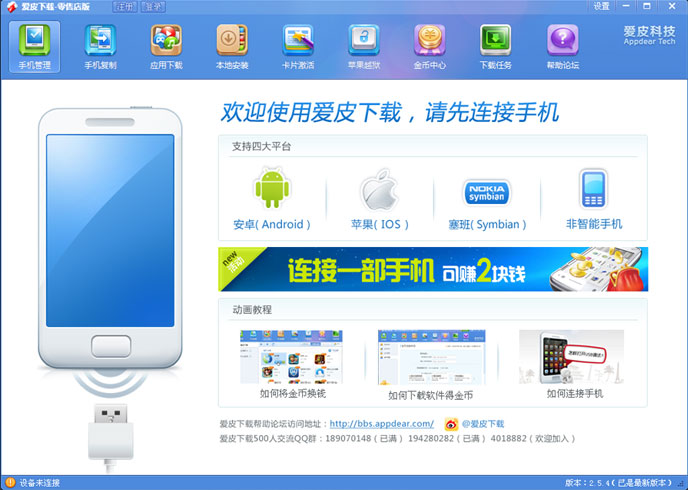 爱皮下载-零售店版 注册 登录 设置
手机管理 手机复制 应用下载 本地安装 卡片激活 苹果越狱 金币中心 下载任务 帮助论坛
爱皮科技
Appdear Tech
欢迎使用爱皮下载，请先连接手机
支持四大平台
NOKIA
symbian
安卓( Android ) 苹果( IOS ) 塞班( Symbian ) 非智能手机
new
活动
连接一部手机 可赚2块钱
动画教程
如何将金币换钱 如何下载软件得金币 如何连接手机
爱皮下载帮助论坛访问地址：http://bbs.appdear.com/ @爱皮下载
爱皮下载500人交流QQ群：189070148（已满） 194280282（已满） 4018882（欢迎加入）
设备未连接 版本：2.5.4（已是最新版本）